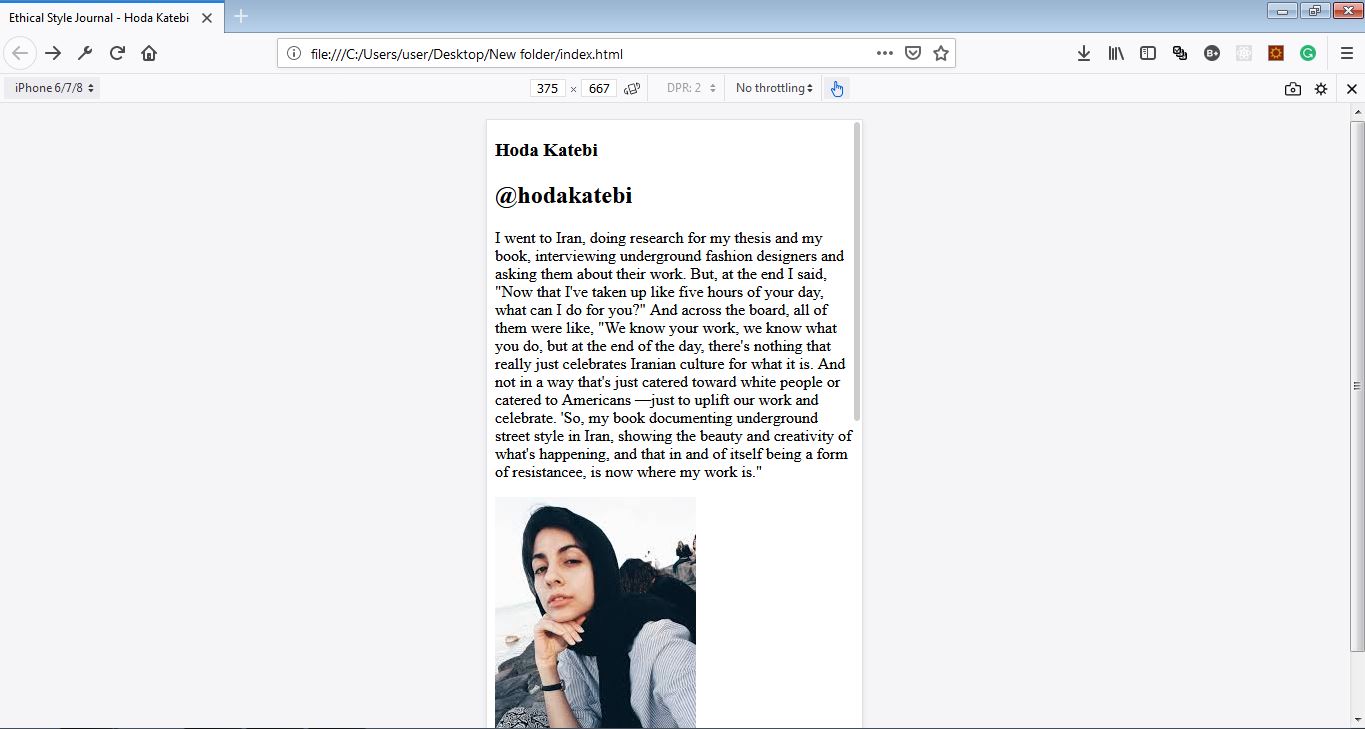 Ethical Style Journal - Hoda Katebi
file:///C:/Users/user/Desktop/New folder/index.html
B+
G
iPhone 6/7/8
375 × 667
DPR: 2
No throttling
Hoda Katebi
@hodakatebi
I went to Iran, doing research for my thesis and my
book, interviewing underground fashion designers and
asking them about their work. But, at the end I said,
"Now that I've taken up like five hours of your day,
what can I do for you?" And across the board, all of
them were like, "We know your work, we know what
you do, but at the end of the day, there's nothing that
really just celebrates Iranian culture for what it is. And
not in a way that's just catered toward white people or
catered to Americans —just to uplift our work and
celebrate. 'So, my book documenting underground
street style in Iran, showing the beauty and creativity of
what's happening, and that in and of itself being a form
of resistancee, is now where my work is."